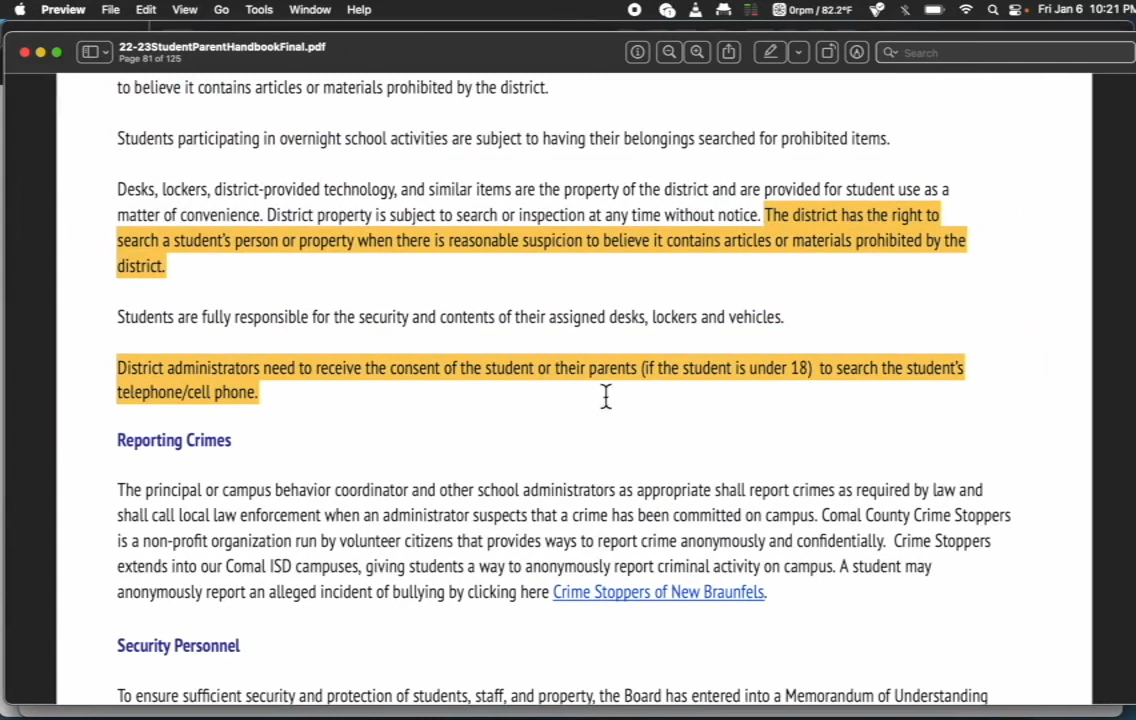 Preview File Edit View Go Tools Window Help 0rpm / 82.2°F Fri Jan 6 10:21 PM
22-23StudentParentHandbookFinal.pdf
Page 81 of 125
Search
to believe it contains articles or materials prohibited by the district.
Students participating in overnight school activities are subject to having their belongings searched for prohibited items.
Desks, lockers, district-provided technology, and similar items are the property of the district and are provided for student use as a
matter of convenience. District property is subject to search or inspection at any time without notice. The district has the right to
search a student's person or property when there is reasonable suspicion to believe it contains articles or materials prohibited by the
district.
Students are fully responsible for the security and contents of their assigned desks, lockers and vehicles.
District administrators need to receive the consent of the student or their parents (if the student is under 18) to search the student's
telephone/cell phone.
Reporting Crimes
The principal or campus behavior coordinator and other school administrators as appropriate shall report crimes as required by law and
shall call local law enforcement when an administrator suspects that a crime has been committed on campus. Comal County Crime Stoppers
is a non-profit organization run by volunteer citizens that provides ways to report crime anonymously and confidentially. Crime Stoppers
extends into our Comal ISD campuses, giving students a way to anonymously report criminal activity on campus. A student may
anonymously report an alleged incident of bullying by clicking here Crime Stoppers of New Braunfels.
Security Personnel
To ensure sufficient security and protection of students, staff, and property, the Board has entered into a Memorandum of Understanding